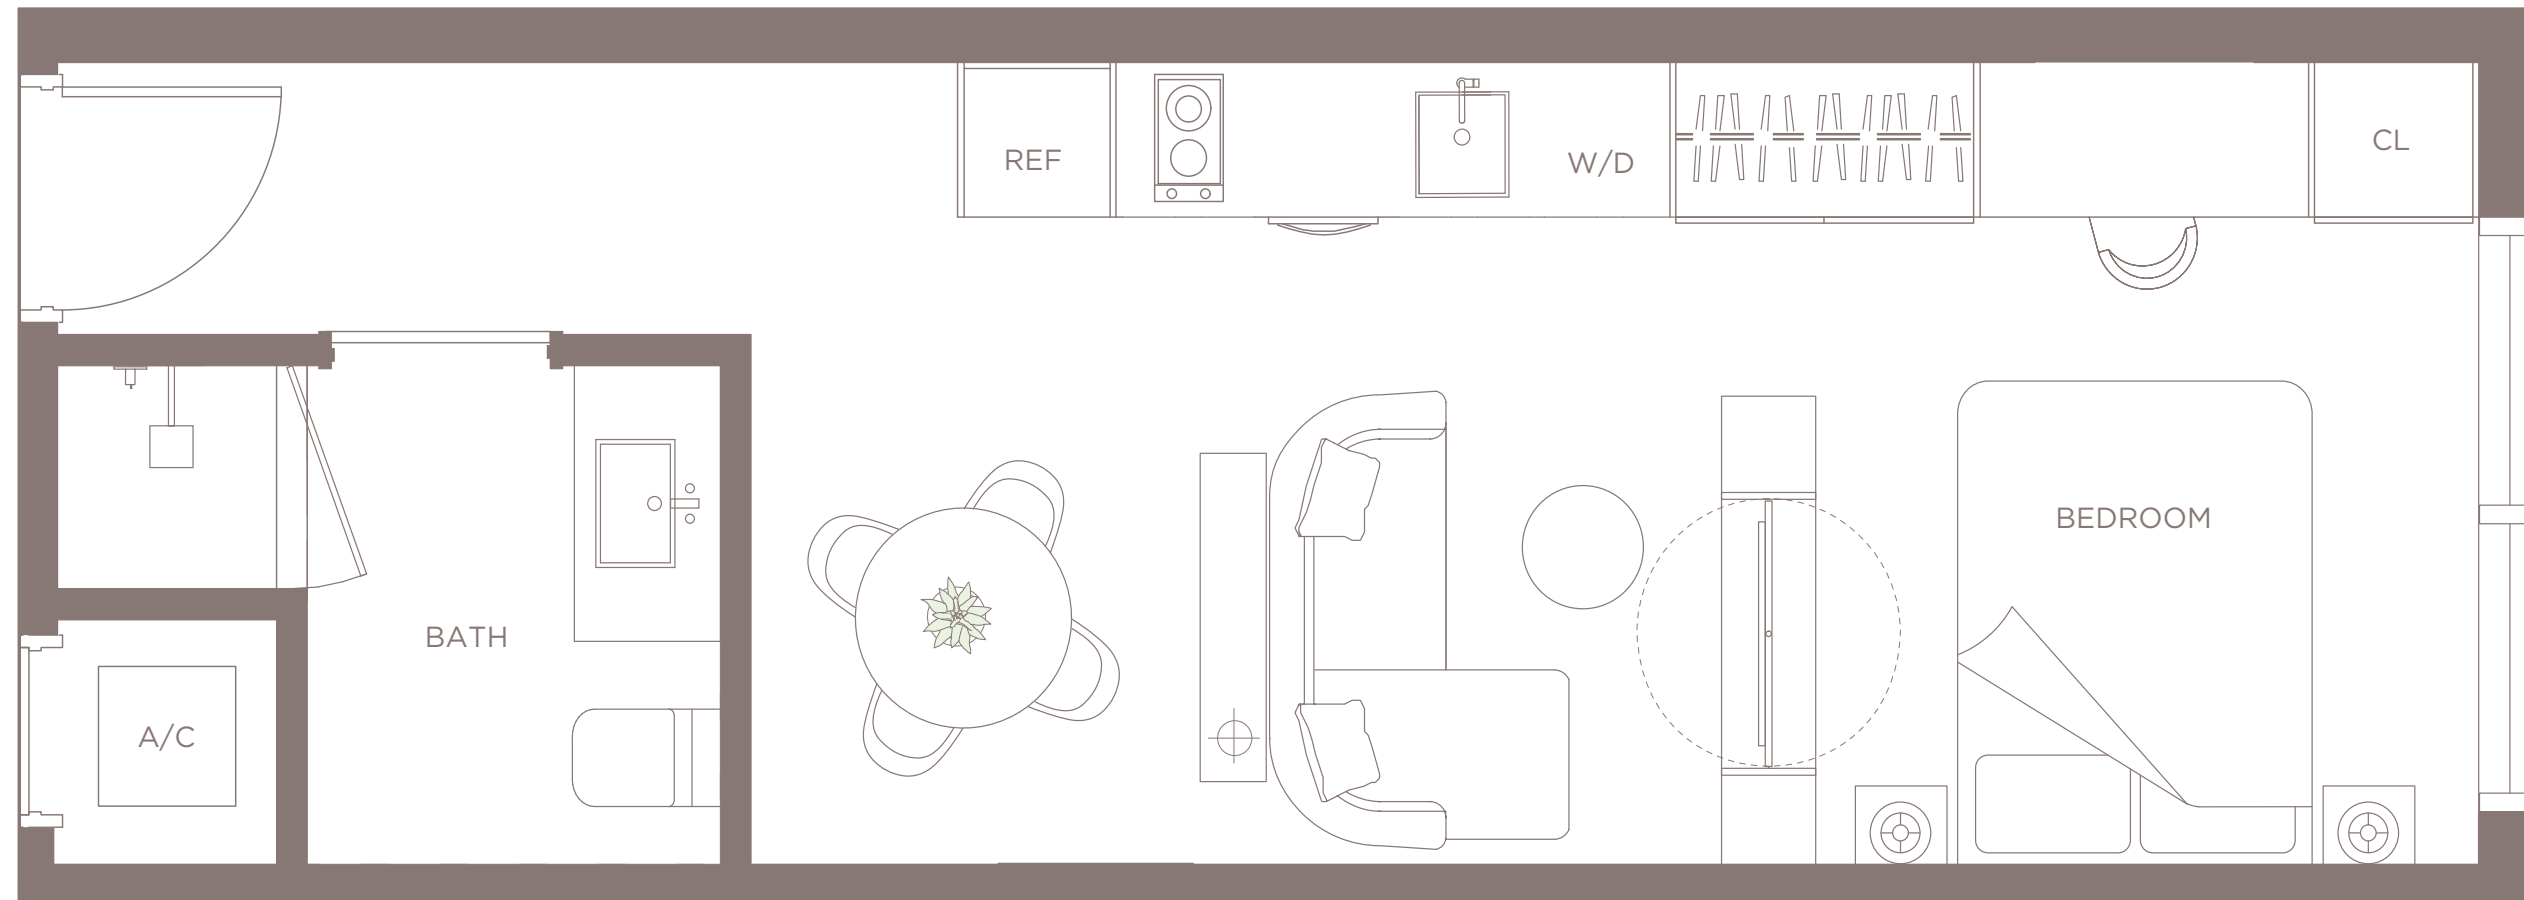 REF
W/D
CL
BEDROOM
BATH
A/C